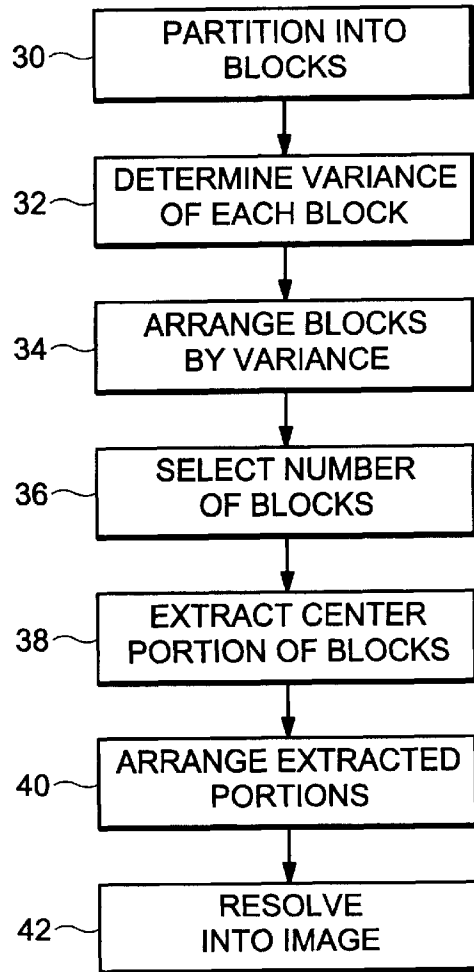 30
PARTITION INTO
BLOCKS
32
DETERMINE VARIANCE
OF EACH BLOCK
34
ARRANGE BLOCKS
BY VARIANCE
36
SELECT NUMBER
OF BLOCKS
38
EXTRACT CENTER
PORTION OF BLOCKS
40
ARRANGE EXTRACTED
PORTIONS
42
RESOLVE
INTO IMAGE